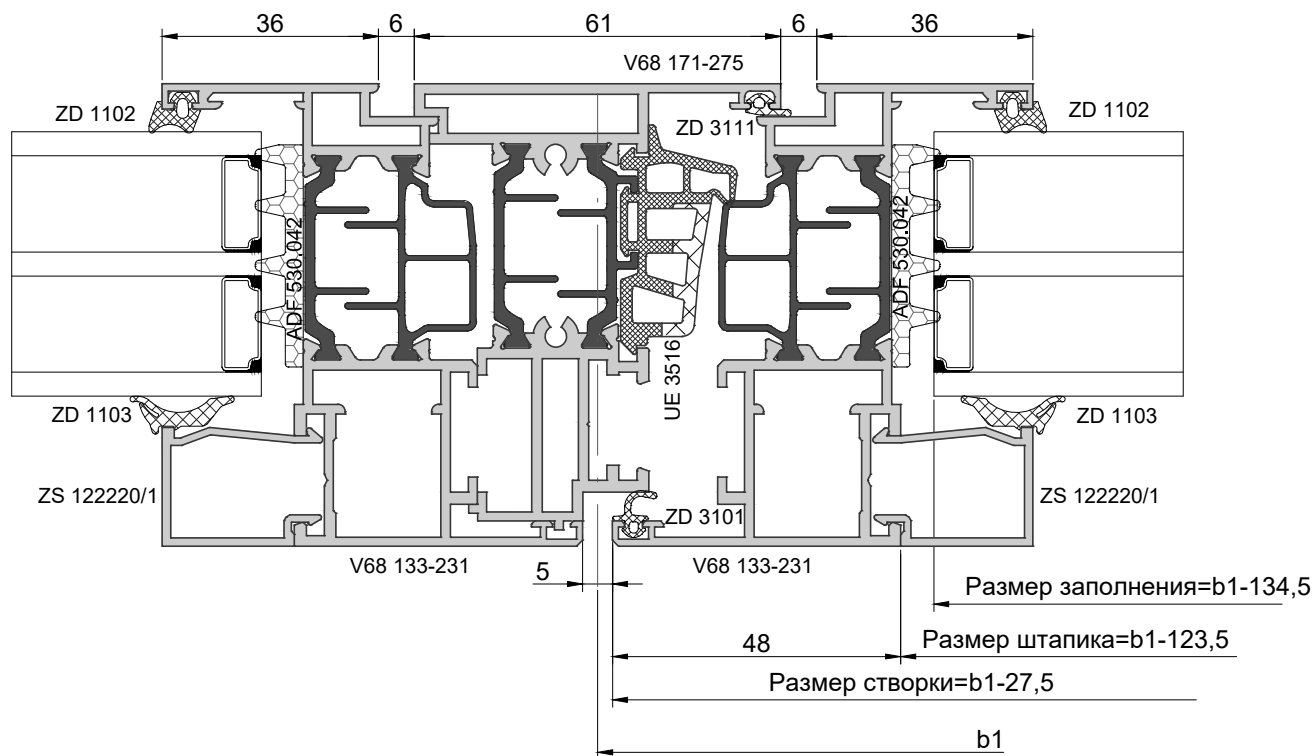 36 6 61 6 36
V68 171-275
ZD 1102 ZD 3111 ZD 1102
ADF 530.042 ADF 530.042
UE 3516
ZD 1103 ZD 1103
ZS 122220/1 ZD 3101 ZS 122220/1
V68 133-231 5 V68 133-231
Размер заполнения=b1-134,5
48 Размер штапика=b1-123,5
Размер створки=b1-27,5
b1